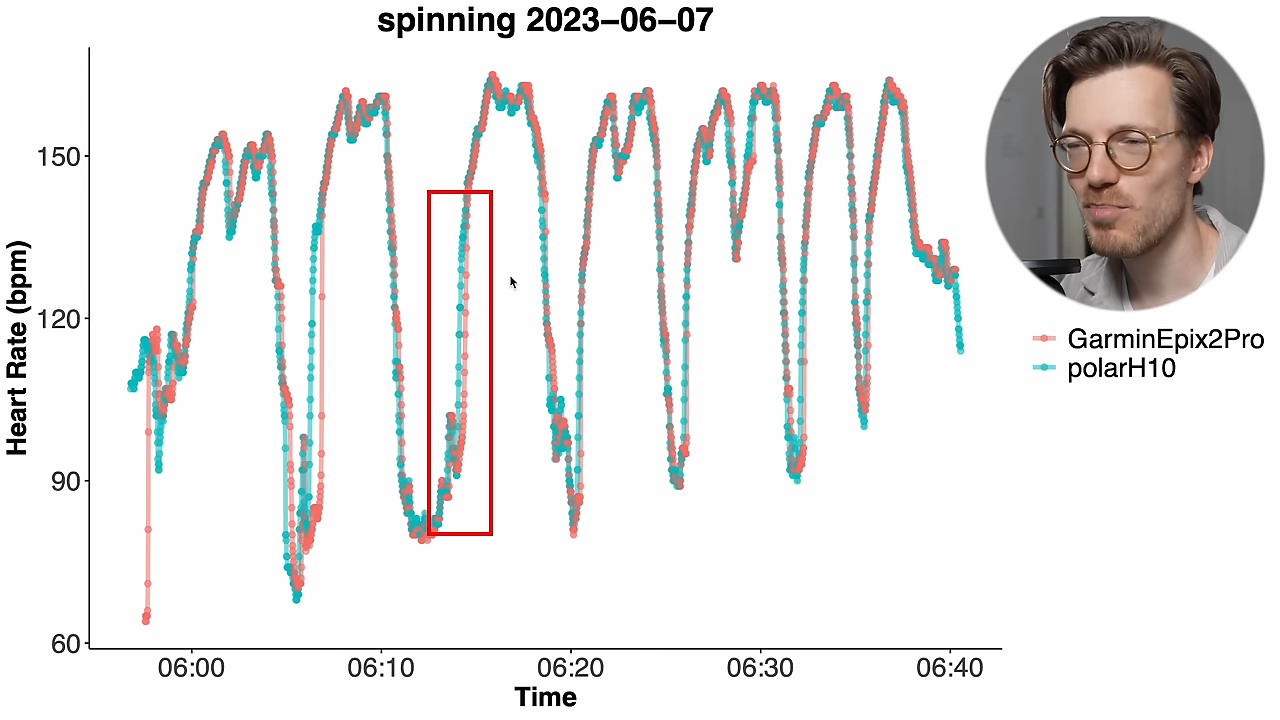 spinning 2023–06–07
Heart Rate (bpm)
150
120
90
60
06:00
06:10
06:20
06:30
06:40
Time
GarminEpix2Pro
polarH10